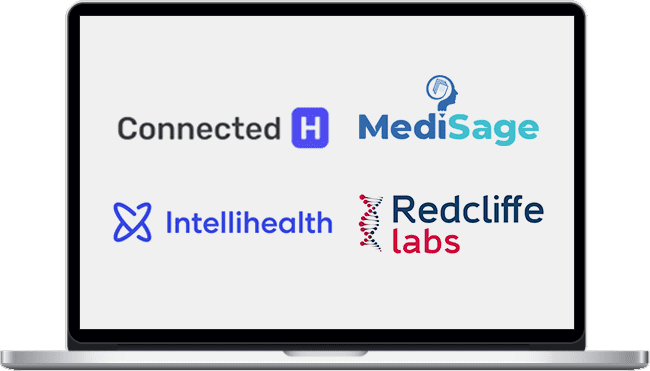 Connected H
MediSage
Intellihealth
Redcliffe
labs